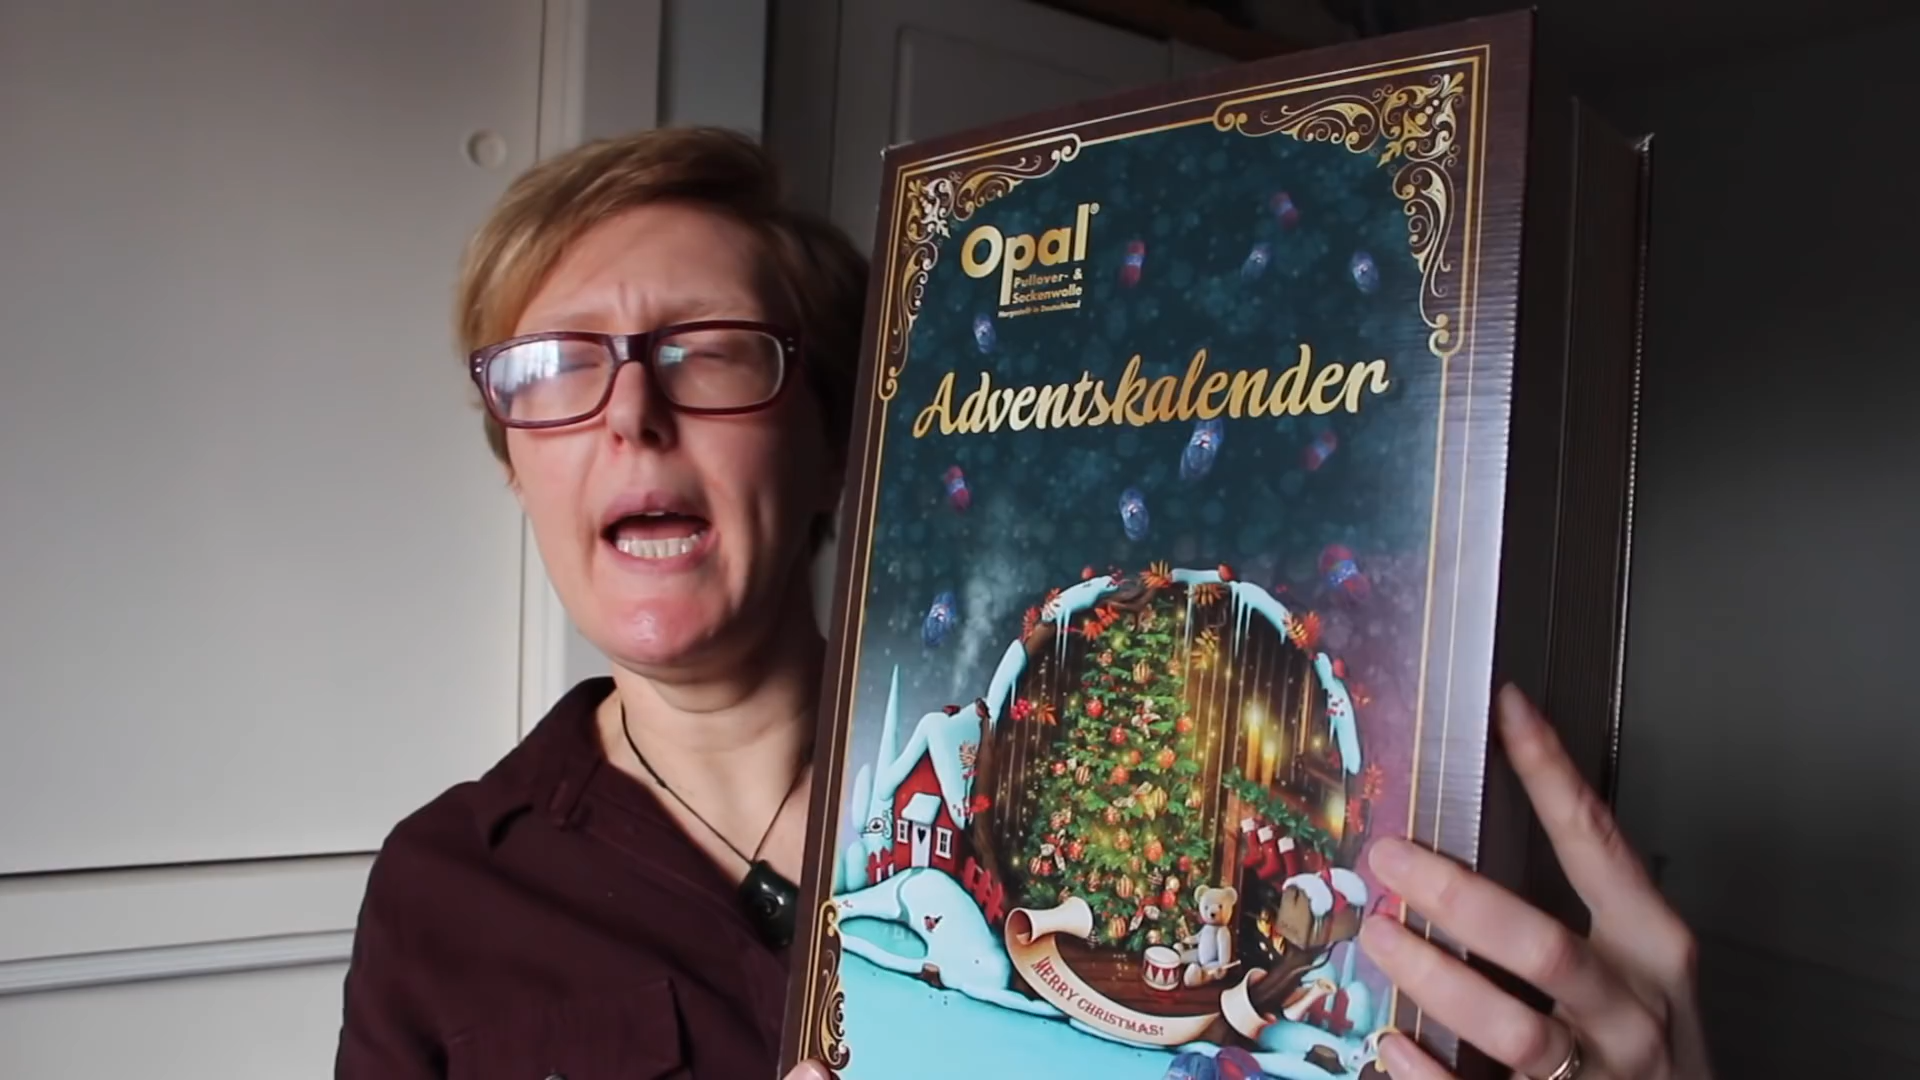 Opal®
Pullover- &
Sockenwolle
Hergestellt in Deutschland
Adventskalender
MERRY CHRISTMAS!